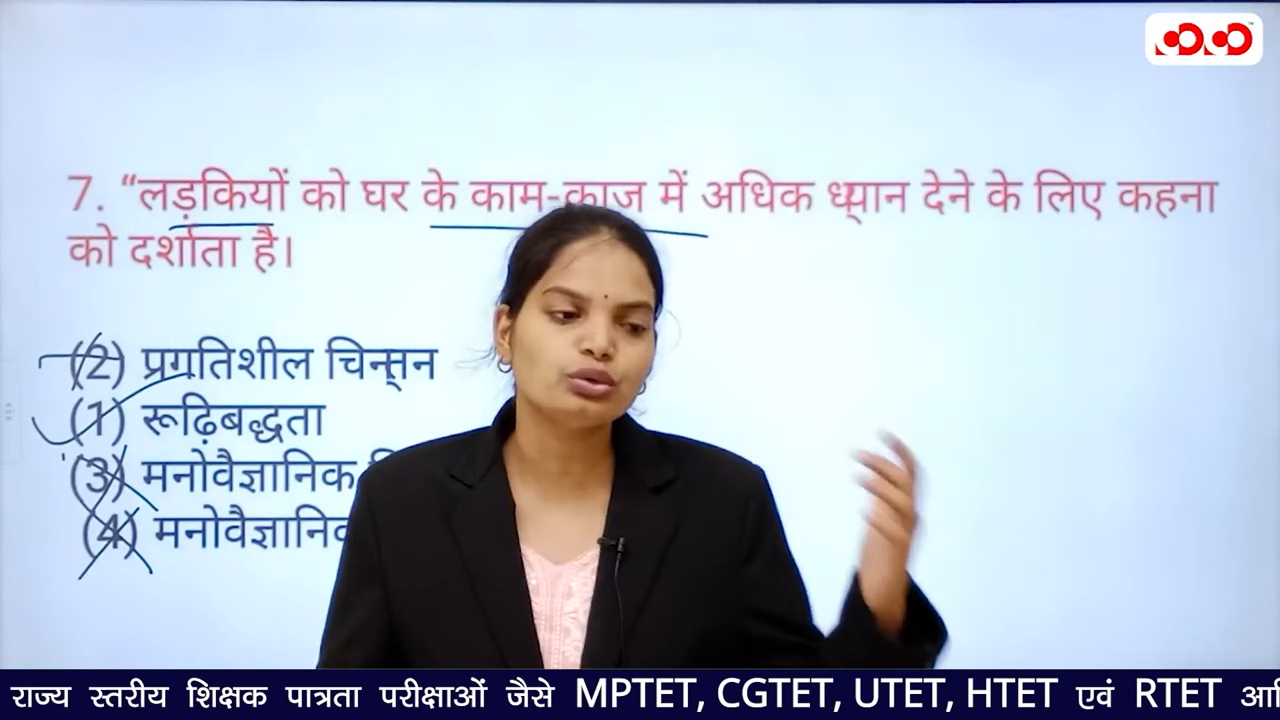 7. “लड़कियों को घर के काम-काज में अधिक ध्यान देने के लिए कहना
को दर्शाता है।
(2) प्रगतिशील चिन्तन
(1) रूढ़िबद्धता
(3) मनोवैज्ञानिक
(4) मनोवैज्ञानिक
राज्य स्तरीय शिक्षक पात्रता परीक्षाओं जैसे MPTET, CGTET, UTET, HTET एवं RTET